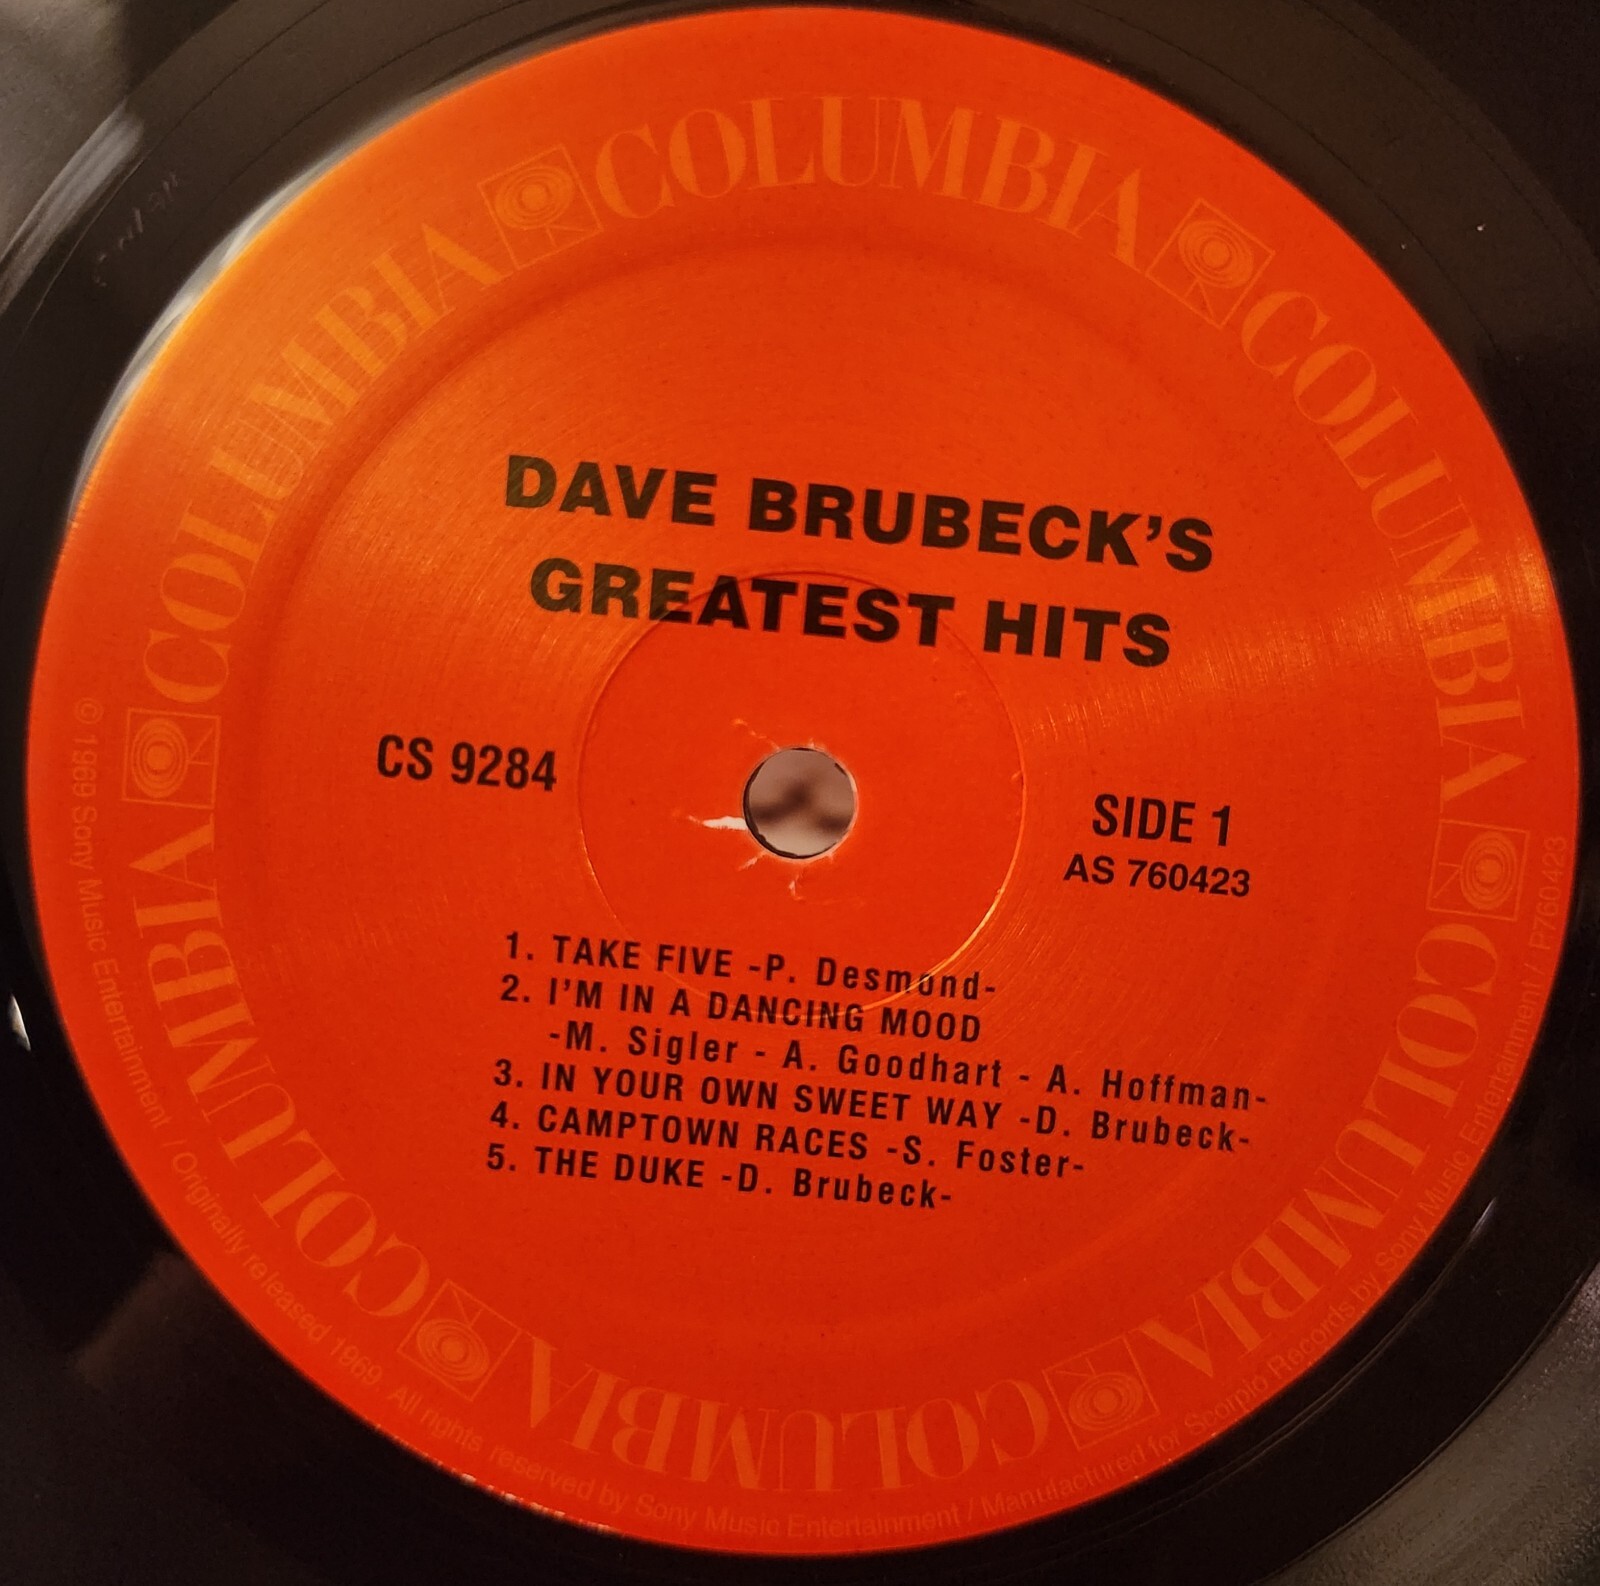 COLUMBIA COLUMBIA COLUMBIA COLUMBIA COLUMBIA COLUMBIA
DAVE BRUBECK'S
GREATEST HITS
CS 9284
SIDE 1
AS 760423
1. TAKE FIVE -P. Desmond-
2. I'M IN A DANCING MOOD
-M. Sigler - A. Goodhart - A. Hoffman-
3. IN YOUR OWN SWEET WAY -D. Brubeck-
4. CAMPTOWN RACES -S. Foster-
5. THE DUKE -D. Brubeck-
© 1969 Sony Music Entertainment / Originally released 1969. All rights reserved by Sony Music Entertainment / Manufactured for Scorpio Records by Sony Music Entertainment / P760423